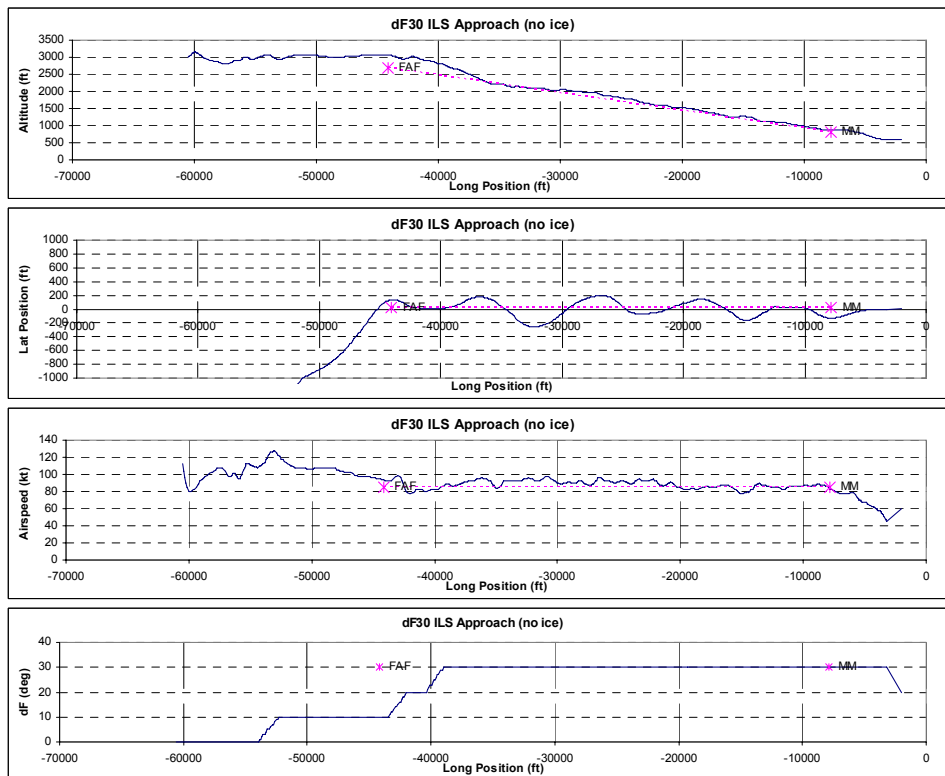 dF30 ILS Approach (no ice)
Altitude (ft)
3500
3000
2500
2000
1500
1000
500
0
FAF
MM
-70000 -60000 -50000 -40000 -30000 -20000 -10000 0
Long Position (ft)
dF30 ILS Approach (no ice)
Lat Position (ft)
1000
800
600
400
200
0
-200
-400
-600
-800
-1000
FAF
MM
-70000 -60000 -50000 -40000 -30000 -20000 -10000 0
Long Position (ft)
dF30 ILS Approach (no ice)
Airspeed (kt)
140
120
100
80
60
40
20
0
FAF
MM
-70000 -60000 -50000 -40000 -30000 -20000 -10000 0
Long Position (ft)
dF30 ILS Approach (no ice)
dF (deg)
40
30
20
10
0
FAF
MM
-70000 -60000 -50000 -40000 -30000 -20000 -10000 0
Long Position (ft)